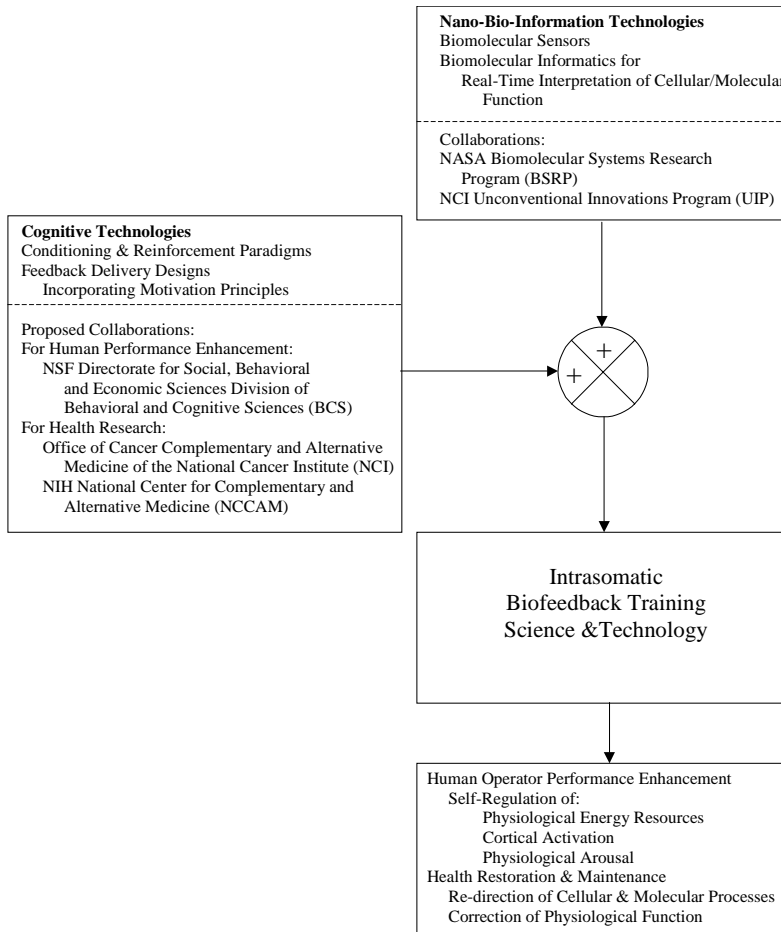 Nano-Bio-Information Technologies
Biomolecular Sensors
Biomolecular Informatics for
Real-Time Interpretation of Cellular/Molecular
Function
Collaborations:
NASA Biomolecular Systems Research
Program (BSRP)
NCI Unconventional Innovations Program (UIP)
Cognitive Technologies
Conditioning & Reinforcement Paradigms
Feedback Delivery Designs
Incorporating Motivation Principles
Proposed Collaborations:
For Human Performance Enhancement:
NSF Directorate for Social, Behavioral
and Economic Sciences Division of
Behavioral and Cognitive Sciences (BCS)
For Health Research:
Office of Cancer Complementary and Alternative
Medicine of the National Cancer Institute (NCI)
NIH National Center for Complementary and
Alternative Medicine (NCCAM)
+
+
Intrasomatic
Biofeedback Training
Science &Technology
Human Operator Performance Enhancement
Self-Regulation of:
Physiological Energy Resources
Cortical Activation
Physiological Arousal
Health Restoration & Maintenance
Re-direction of Cellular & Molecular Processes
Correction of Physiological Function